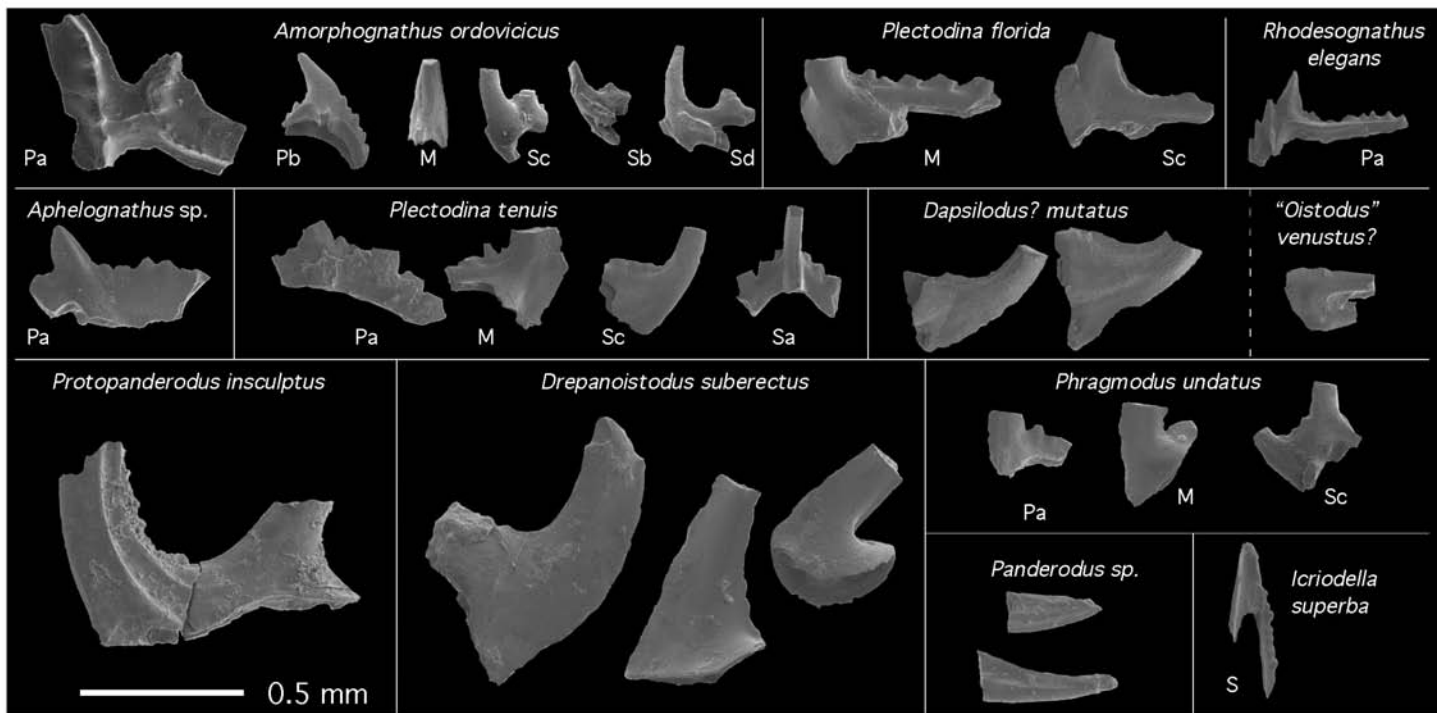 Amorphognathus ordovicicus
Pa
Pb
M
Sc
Sb
Sd
Plectodina florida
M
Sc
Rhodesognathus
elegans
Pa
Aphelognathus sp.
Pa
Plectodina tenuis
Pa
M
Sc
Sa
Dapsilodus? mutatus
“Oistodus”
venustus?
Protopanderodus insculptus
0.5 mm
Drepanoistodus suberectus
Phragmodus undatus
Pa
M
Sc
Panderodus sp.
Icriodella
superba
S